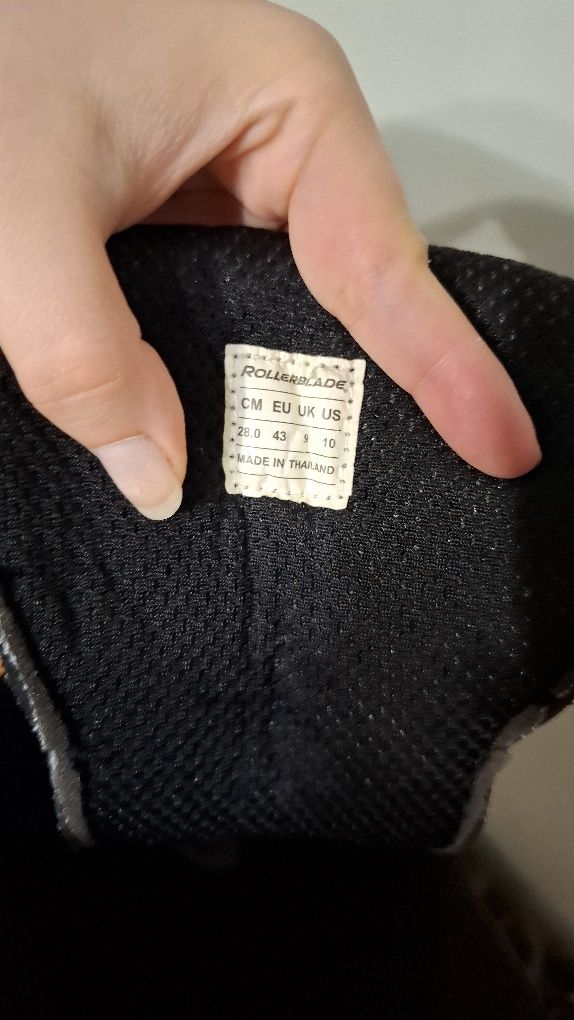 ROLLERBLADE
CM EU UK US
28.0 43 9 10
MADE IN THAILAND